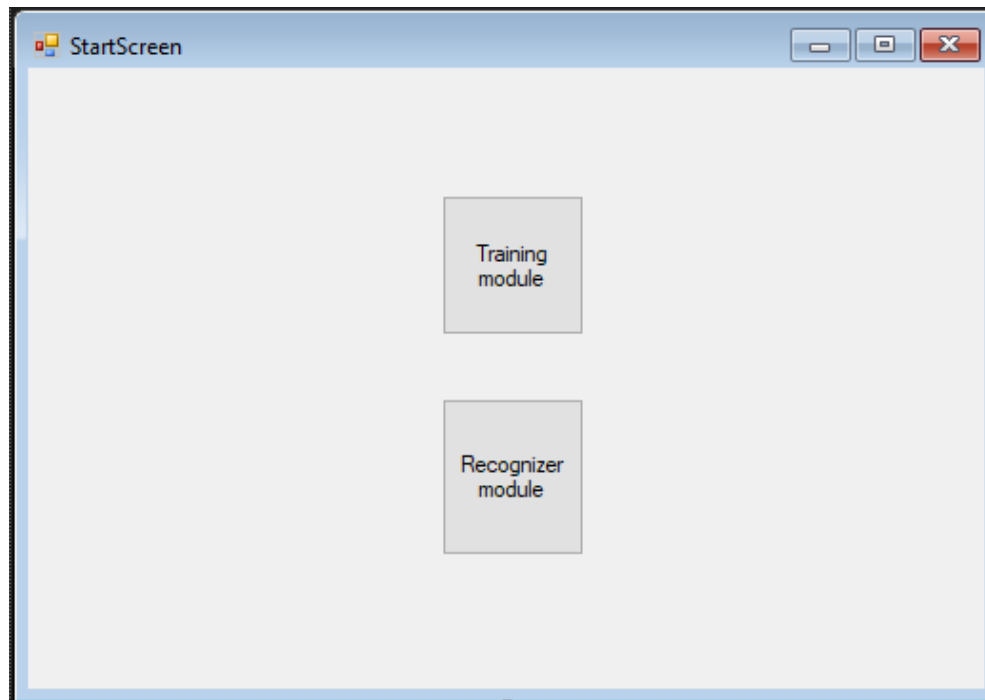 StartScreen
Training
module
Recognizer
module